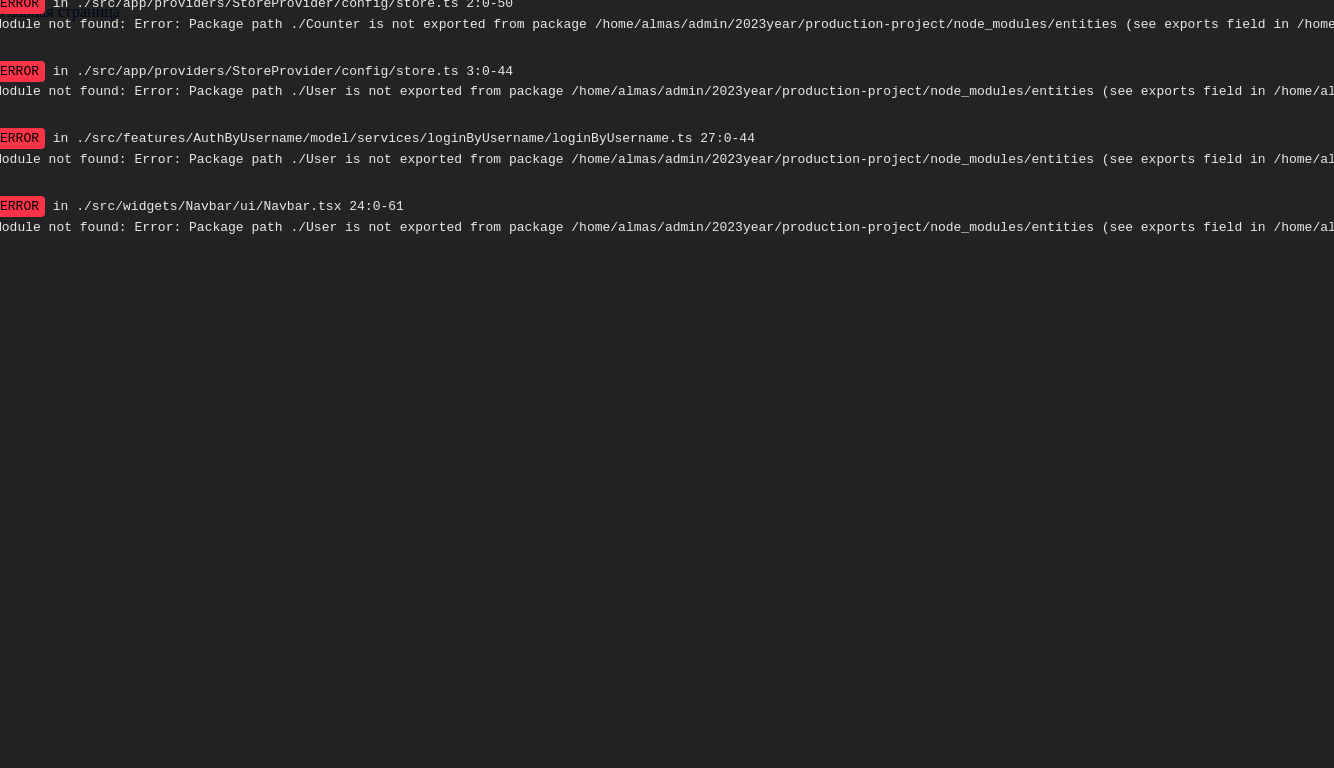 ERROR in ./src/app/providers/StoreProvider/config/store.ts 2:0-50
страница
Module not found: Error: Package path ./Counter is not exported from package /home/almas/admin/2023year/production-project/node_modules/entities (see exports field in /home
ERROR in ./src/app/providers/StoreProvider/config/store.ts 3:0-44
Module not found: Error: Package path ./User is not exported from package /home/almas/admin/2023year/production-project/node_modules/entities (see exports field in /home/al
ERROR in ./src/features/AuthByUsername/model/services/loginByUsername/loginByUsername.ts 27:0-44
Module not found: Error: Package path ./User is not exported from package /home/almas/admin/2023year/production-project/node_modules/entities (see exports field in /home/al
ERROR in ./src/widgets/Navbar/ui/Navbar.tsx 24:0-61
Module not found: Error: Package path ./User is not exported from package /home/almas/admin/2023year/production-project/node_modules/entities (see exports field in /home/al